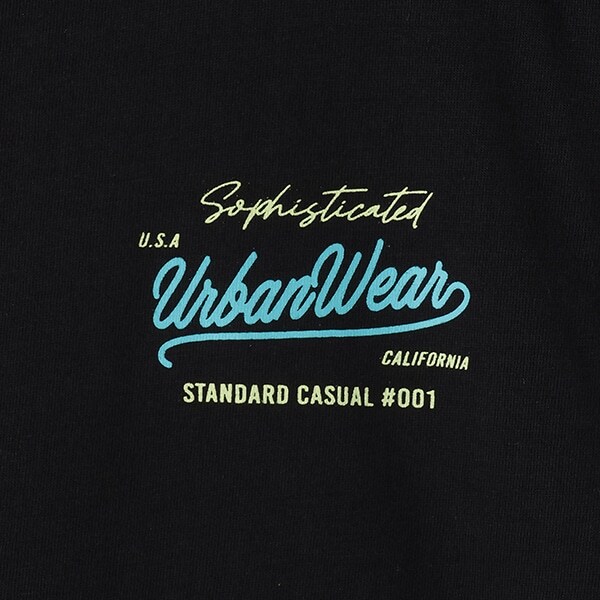 Sophisticated
U.S.A
UrbanWear
CALIFORNIA
STANDARD CASUAL #001